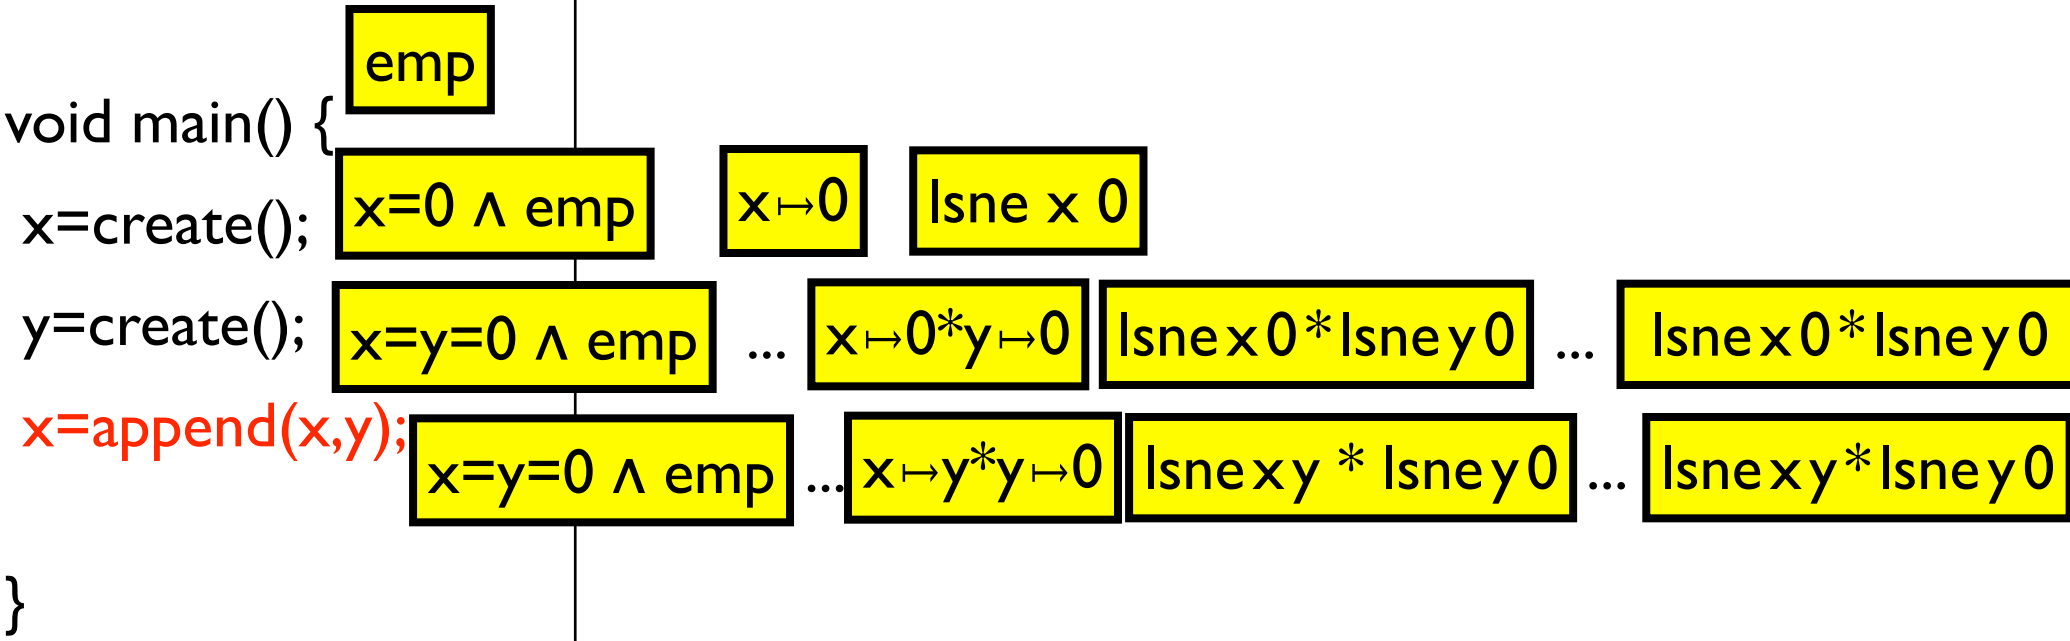 emp
void main() {
x=create(); x=0 ∧ emp x↦0 lsne x 0
y=create(); x=y=0 ∧ emp ... x↦0*y↦0 lsne x 0 * lsne y 0 ... lsne x 0 * lsne y 0
x=append(x,y); x=y=0 ∧ emp ... x↦y*y↦0 lsne x y * lsne y 0 ... lsne x y * lsne y 0
}